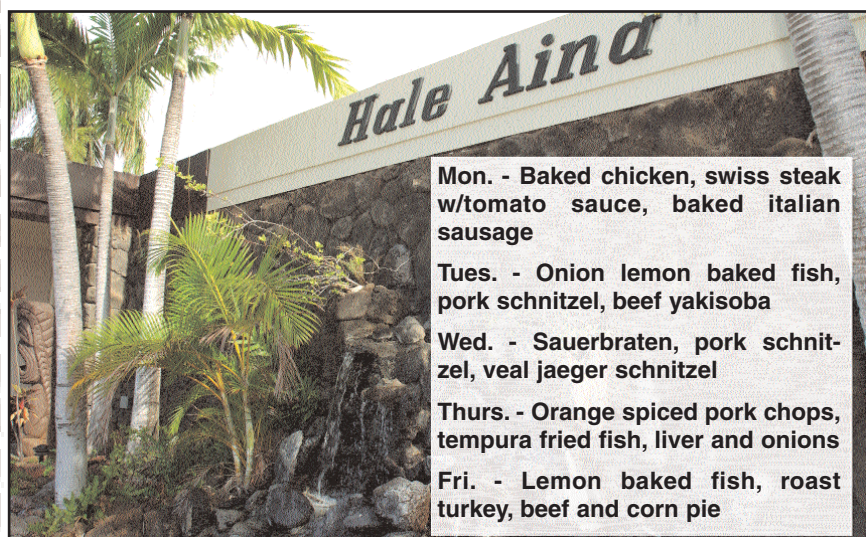 Hale Aina
Mon. - Baked chicken, swiss steak
w/tomato sauce, baked italian
sausage
Tues. - Onion lemon baked fish,
pork schnitzel, beef yakisoba
Wed. - Sauerbraten, pork schnit-
zel, veal jaeger schnitzel
Thurs. - Orange spiced pork chops,
tempura fried fish, liver and onions
Fri. - Lemon baked fish, roast
turkey, beef and corn pie